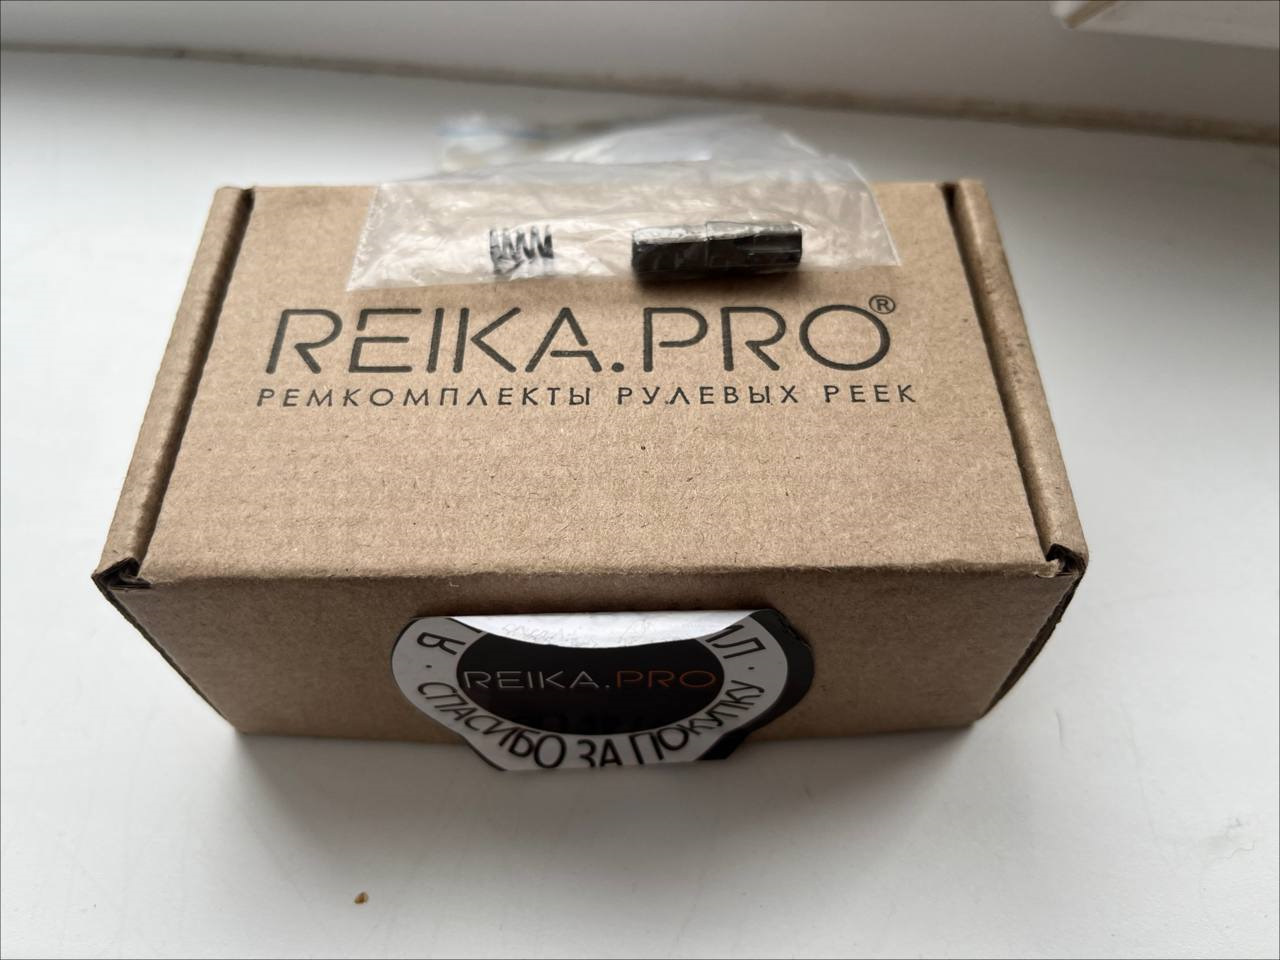 REIKA.PRO®
РЕМКОМПЛЕКТЫ РУЛЕВЫХ РЕЕК
Я
REIKA.PRO
· СПАСИБО ЗА ПОКУПКУ ·